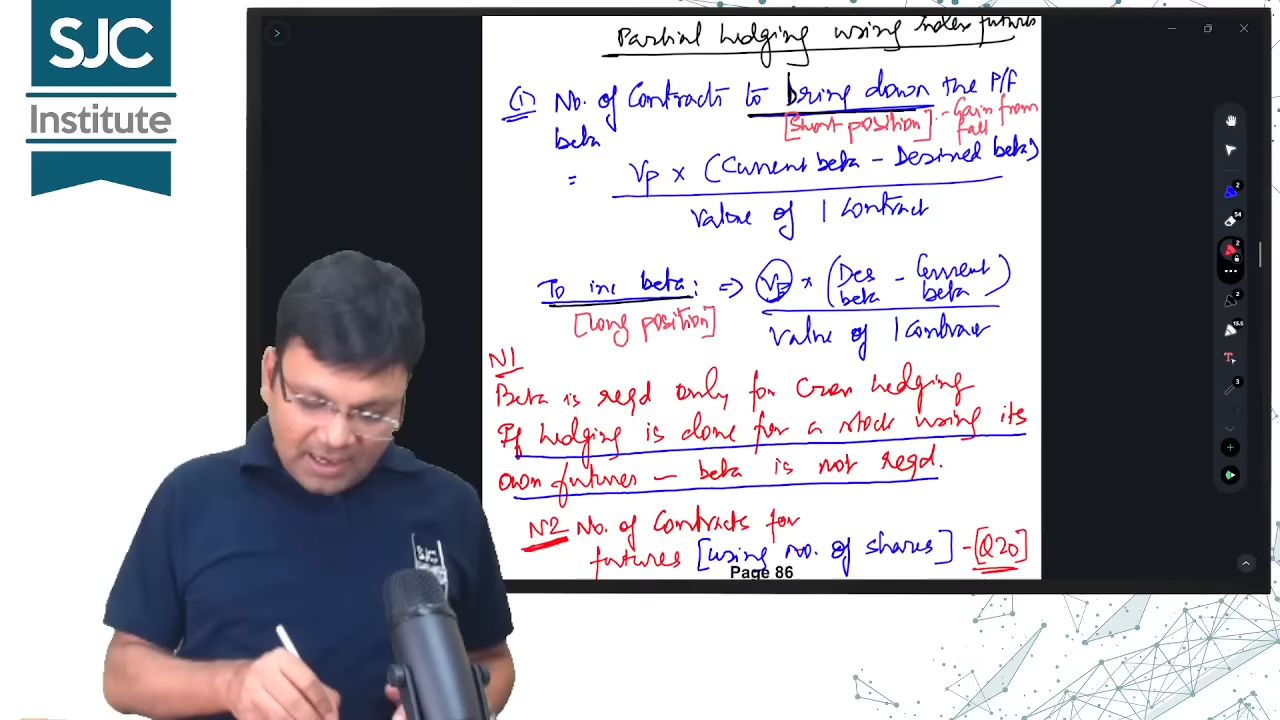 SJC
Institute
Partial hedging using Index futures
(1) No. of Contracts to bring down the P/F
[Short position] - Gain from
fall
beta
= Vp x (Current beta - Desired beta)
Value of 1 Contract
To inc beta: => Vp x (Des beta - Current beta)
[Long position]
Value of 1 Contract
N1
Beta is reqd only for Cross hedging
If hedging is done for a stock using its
own futures - beta is not reqd.
N2 No. of Contracts for
futures [using no. of shares] - [Q20]
Page 86
SJC